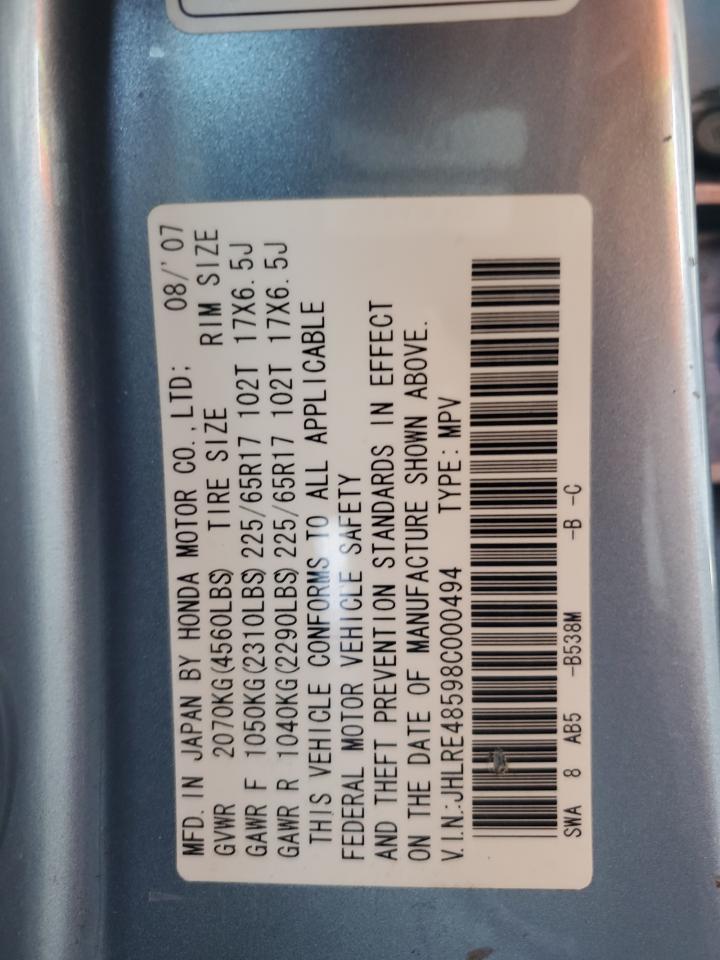 MFD. IN JAPAN BY HONDA MOTOR CO.,LTD; 08/'07
GVWR 2070KG(4560LBS) TIRE SIZE RIM SIZE
GAWR F 1050KG(2310LBS) 225/65R17 102T 17X6.5J
GAWR R 1040KG(2290LBS) 225/65R17 102T 17X6.5J
THIS VEHICLE CONFORMS TO ALL APPLICABLE
FEDERAL MOTOR VEHICLE SAFETY
AND THEFT PREVENTION STANDARDS IN EFFECT
ON THE DATE OF MANUFACTURE SHOWN ABOVE.
V.I.N.:JHLRE48598C000494 TYPE: MPV
SWA 8 AB5 -B538M -B -C